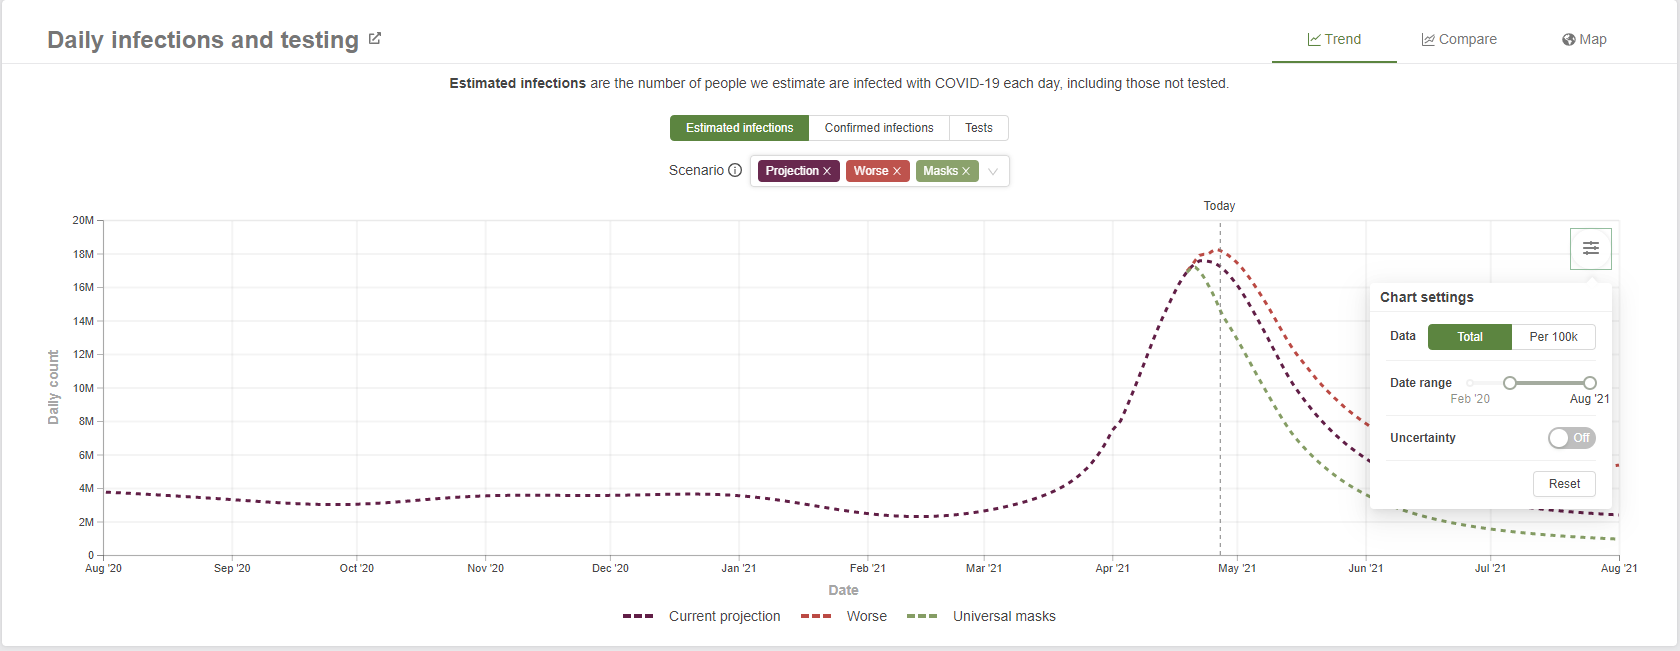 Daily infections and testing
Trend
Compare
Map
Estimated infections are the number of people we estimate are infected with COVID-19 each day, including those not tested.
Estimated infections
Confirmed infections
Tests
Scenario
Projection
Worse
Masks
Today
20M
18M
16M
14M
12M
10M
8M
6M
4M
2M
0
Daily count
Aug '20
Sep '20
Oct '20
Nov '20
Dec '20
Jan '21
Feb '21
Mar '21
Apr '21
May '21
Jun '21
Jul '21
Aug '21
Date
Current projection
Worse
Universal masks
Chart settings
Data
Total
Per 100k
Date range
Feb '20
Aug '21
Uncertainty
Off
Reset